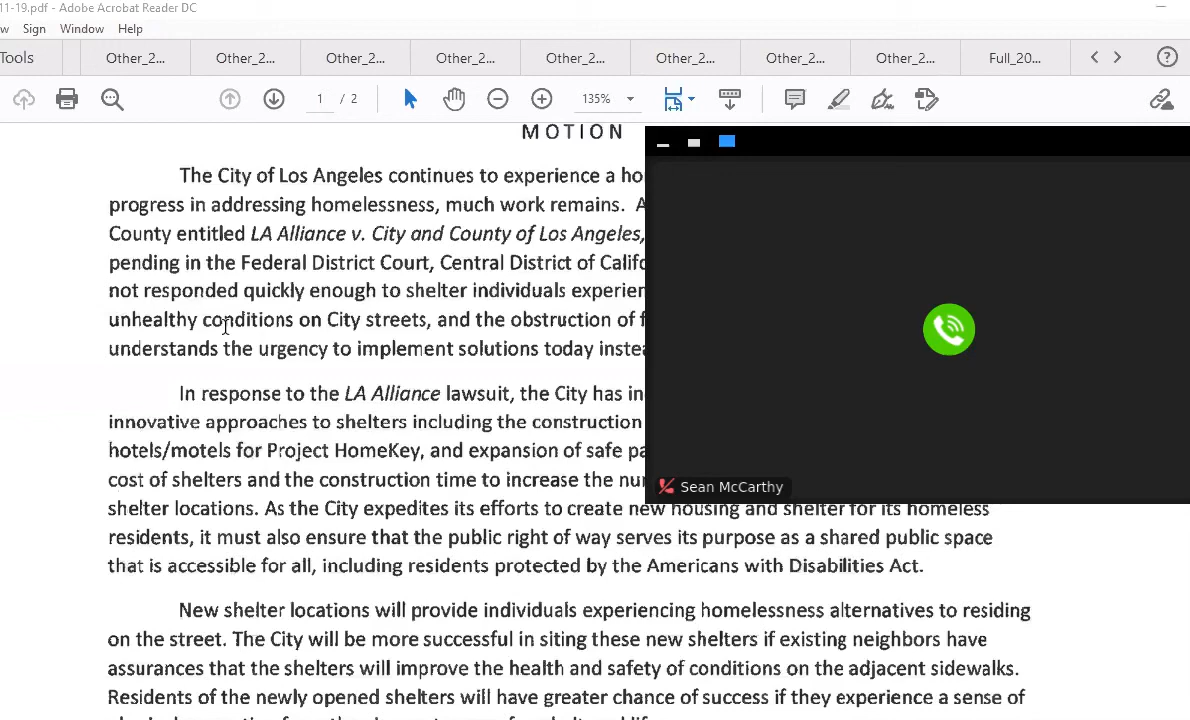 11-19.pdf - Adobe Acrobat Reader DC
w Sign Window Help
Tools Other_2... Other_2... Other_2... Other_2... Other_2... Other_2... Other_2... Other_2... Full_20...
1 / 2 135%
MOTION
The City of Los Angeles continues to experience a ho
progress in addressing homelessness, much work remains. A
County entitled LA Alliance v. City and County of Los Angeles,
pending in the Federal District Court, Central District of Califo
not responded quickly enough to shelter individuals experien
unhealthy conditions on City streets, and the obstruction of f
understands the urgency to implement solutions today instea
In response to the LA Alliance lawsuit, the City has in
innovative approaches to shelters including the construction
hotels/motels for Project HomeKey, and expansion of safe pa
cost of shelters and the construction time to increase the nu
Sean McCarthy
shelter locations. As the City expedites its efforts to create new housing and shelter for its homeless
residents, it must also ensure that the public right of way serves its purpose as a shared public space
that is accessible for all, including residents protected by the Americans with Disabilities Act.
New shelter locations will provide individuals experiencing homelessness alternatives to residing
on the street. The City will be more successful in siting these new shelters if existing neighbors have
assurances that the shelters will improve the health and safety of conditions on the adjacent sidewalks.
Residents of the newly opened shelters will have greater chance of success if they experience a sense of